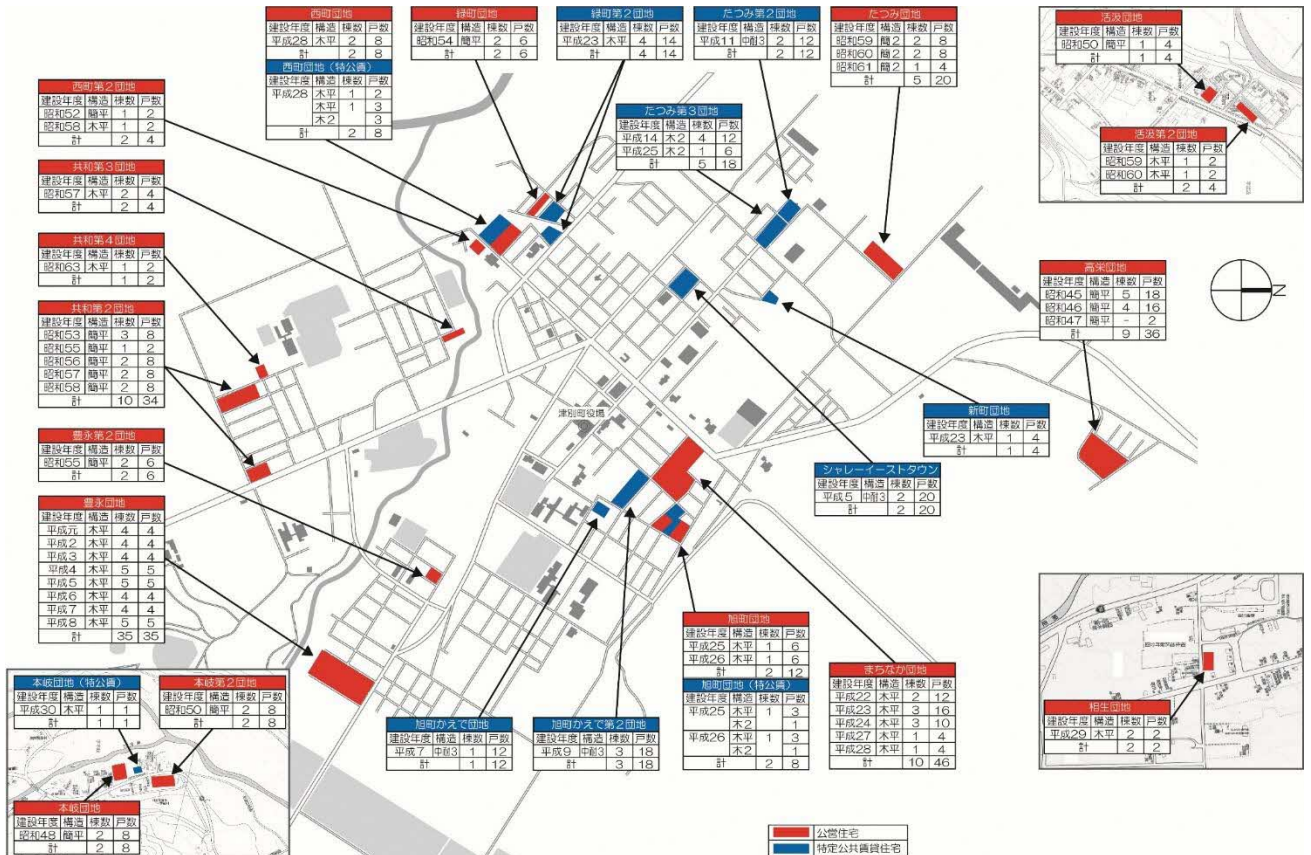 西町団地
建設年度 構造 棟数 戸数
平成28 木平 2 8
計 2 8
西町団地(特公賃)
建設年度 構造 棟数 戸数
平成28 木平 1 2
木平 1 3
木2 3
計 2 8
緑町団地
建設年度 構造 棟数 戸数
昭和54 簡平 2 6
計 2 6
緑町第2団地
建設年度 構造 棟数 戸数
平成23 木平 4 14
計 4 14
たつみ第2団地
建設年度 構造 棟数 戸数
平成11 中耐3 2 12
計 2 12
たつみ団地
建設年度 構造 棟数 戸数
昭和59 簡2 2 8
昭和60 簡2 2 8
昭和61 簡2 1 4
計 5 20
活汲団地
建設年度 構造 棟数 戸数
昭和50 簡平 1 4
計 1 4
活汲第2団地
建設年度 構造 棟数 戸数
昭和59 木平 1 2
昭和60 木平 1 2
計 2 4
西町第2団地
建設年度 構造 棟数 戸数
昭和52 簡平 1 2
昭和58 木平 1 2
計 2 4
たつみ第3団地
建設年度 構造 棟数 戸数
平成14 木2 4 12
平成25 木2 1 6
計 5 18
共和第3団地
建設年度 構造 棟数 戸数
昭和57 木平 2 4
計 2 4
共和第4団地
建設年度 構造 棟数 戸数
昭和63 木平 1 2
計 1 2
高栄団地
建設年度 構造 棟数 戸数
昭和45 簡平 5 18
昭和46 簡平 4 16
昭和47 簡平 - 2
計 9 36
N
共和第2団地
建設年度 構造 棟数 戸数
昭和53 簡平 3 8
昭和55 簡平 1 2
昭和56 簡平 2 8
昭和57 簡平 2 8
昭和58 簡平 2 8
計 10 34
津別町役場
新町団地
建設年度 構造 棟数 戸数
平成23 木平 1 4
計 1 4
豊永第2団地
建設年度 構造 棟数 戸数
昭和55 簡平 2 6
計 2 6
シャレーイーストタウン
建設年度 構造 棟数 戸数
平成5 中耐3 2 20
計 2 20
豊永団地
建設年度 構造 棟数 戸数
平成元 木平 4 4
平成2 木平 4 4
平成3 木平 4 4
平成4 木平 5 5
平成5 木平 5 5
平成6 木平 4 4
平成7 木平 4 4
平成8 木平 5 5
計 35 35
旭町団地
建設年度 構造 棟数 戸数
平成25 木平 1 6
平成26 木平 1 6
計 2 12
旭町団地(特公賃)
建設年度 構造 棟数 戸数
平成25 木平 1 3
木2 1
平成26 木平 1 3
木2 1
計 2 8
まちなか団地
建設年度 構造 棟数 戸数
平成22 木平 2 12
平成23 木平 3 16
平成24 木平 3 10
平成27 木平 1 4
平成28 木平 1 4
計 10 46
相生団地
建設年度 構造 棟数 戸数
平成29 木平 2 2
計 2 2
本岐団地(特公賃)
建設年度 構造 棟数 戸数
平成30 木平 1 1
計 1 1
本岐第2団地
建設年度 構造 棟数 戸数
昭和50 簡平 2 8
計 2 8
本岐団地
建設年度 構造 棟数 戸数
昭和48 簡平 2 8
計 2 8
旭町かえで団地
建設年度 構造 棟数 戸数
平成7 中耐3 1 12
計 1 12
旭町かえで第2団地
建設年度 構造 棟数 戸数
平成9 中耐3 3 18
計 3 18
公営住宅
特定公共賃貸住宅